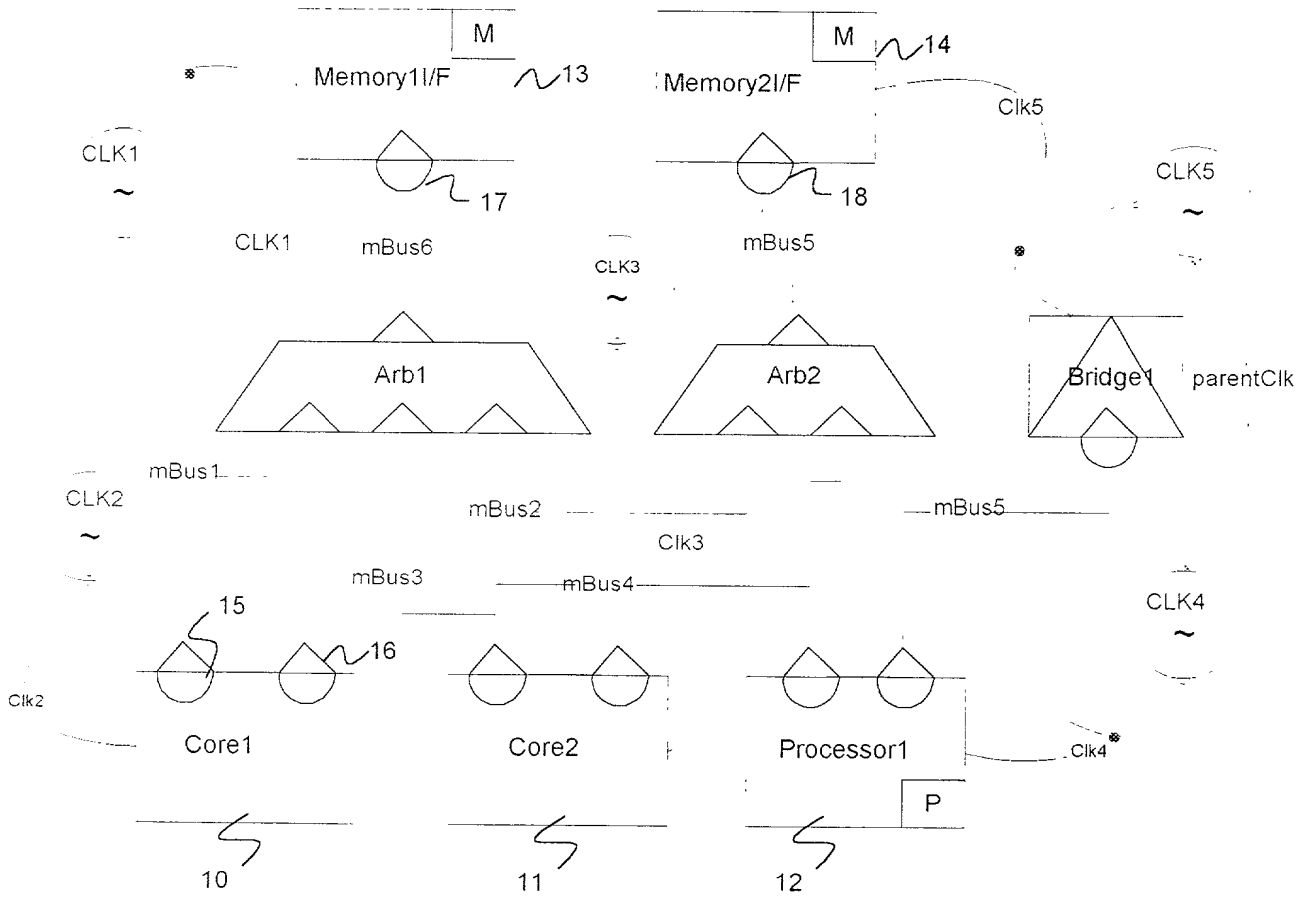 M
M
14
Memory1I/F
13
Memory2I/F
Clk5
CLK1
~
CLK5
~
17
18
CLK1
mBus6
CLK3
~
mBus5
Arb1
Arb2
Bridge1
parentClk
mBus1
CLK2
~
mBus2
mBus5
Clk3
mBus3
mBus4
CLK4
~
15
16
Clk2
Core1
Core2
Processor1
Clk4
P
10
11
12